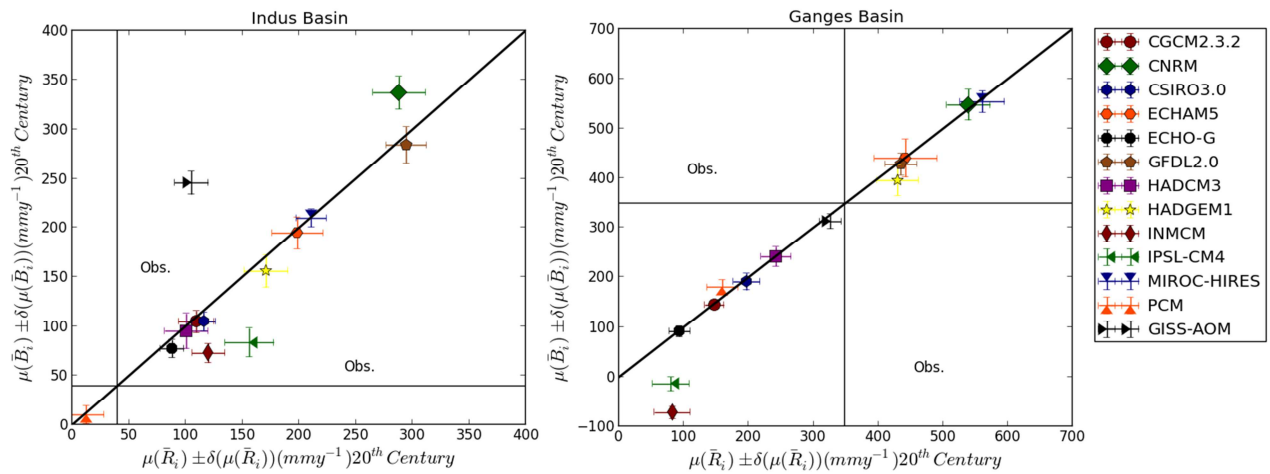 Indus Basin
400
350
300
250
200
150
100
50
0
0 100 150 200 250 300 400
Obs.
Obs.
μ(B̄ᵢ) ±δ(μ(B̄ᵢ))(mmy⁻¹)20ᵗʰ Century
μ(R̄ᵢ) ±δ(μ(R̄ᵢ))(mmy⁻¹)20ᵗʰ Century
Ganges Basin
700
600
500
400
300
200
100
0
−100
0 100 200 300 400 500 600 700
Obs.
Obs.
μ(B̄ᵢ) ±δ(μ(B̄ᵢ))(mmy⁻¹)20ᵗʰ Century
μ(R̄ᵢ) ±δ(μ(R̄ᵢ))(mmy⁻¹)20ᵗʰ Century
CGCM2.3.2
CNRM
CSIRO3.0
ECHAM5
ECHO-G
GFDL2.0
HADCM3
HADGEM1
INMCM
IPSL-CM4
MIROC-HIRES
PCM
GISS-AOM